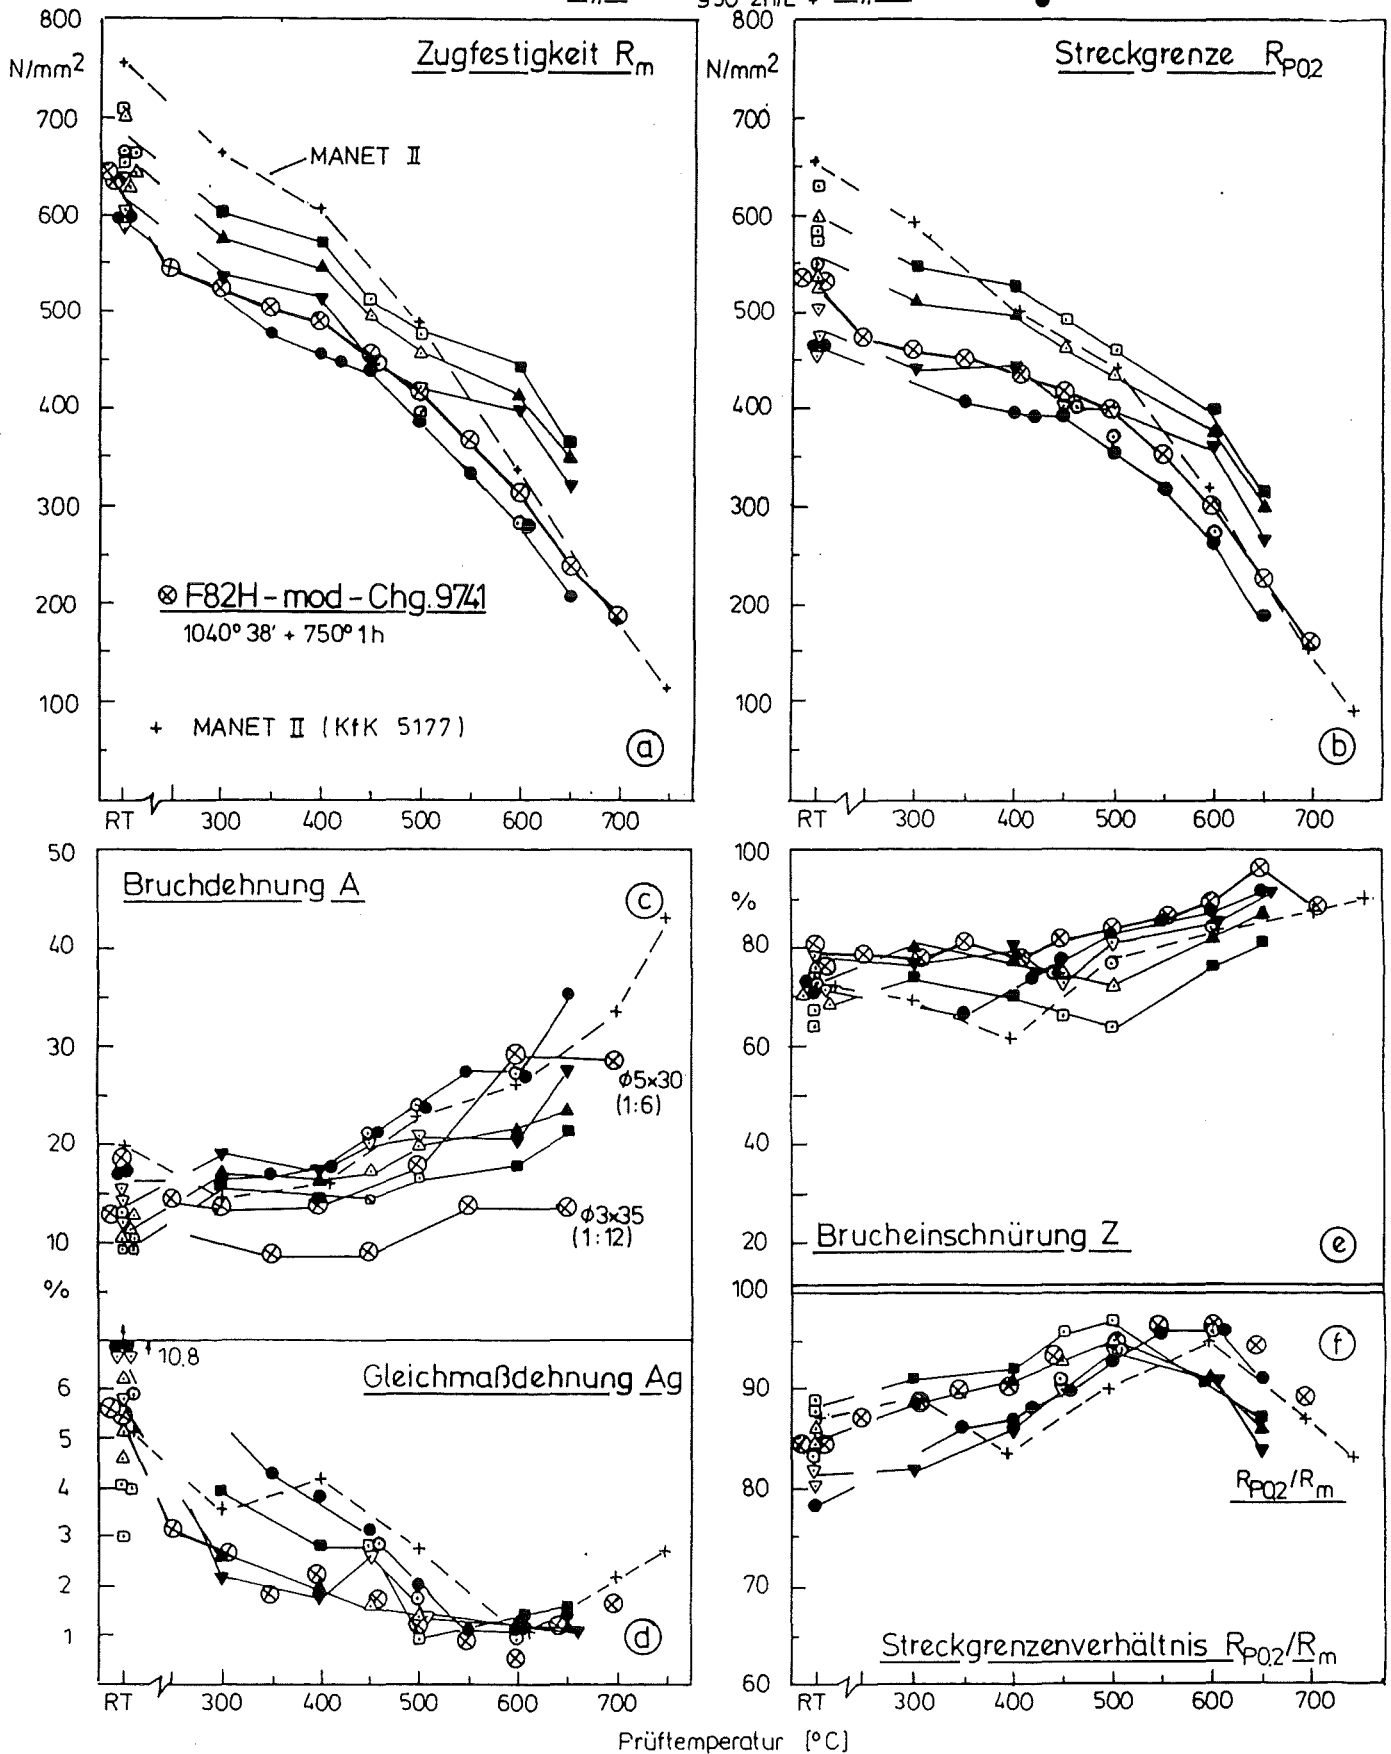 800
N/mm²
Zugfestigkeit Rm
700
600
500
400
300
200
100
MANET II
⊗ F82H-mod-Chg.9741
1040° 38' + 750° 1h
+ MANET II (KfK 5177)
a
RT 300 400 500 600 700
800
N/mm²
Streckgrenze RP0,2
700
600
500
400
300
200
100
b
RT 300 400 500 600 700
50
Bruchdehnung A
c
40
30
20
10
%
φ5×30
(1:6)
φ3×35
(1:12)
10,8
Gleichmaßdehnung Ag
6
5
4
3
2
1
d
RT 300 400 500 600 700
100
%
80
60
40
20
Brucheinschnürung Z
e
100
90
80
70
60
f
RP0,2/Rm
Streckgrenzenverhältnis RP0,2/Rm
RT 300 400 500 600 700
Prüftemperatur [°C]